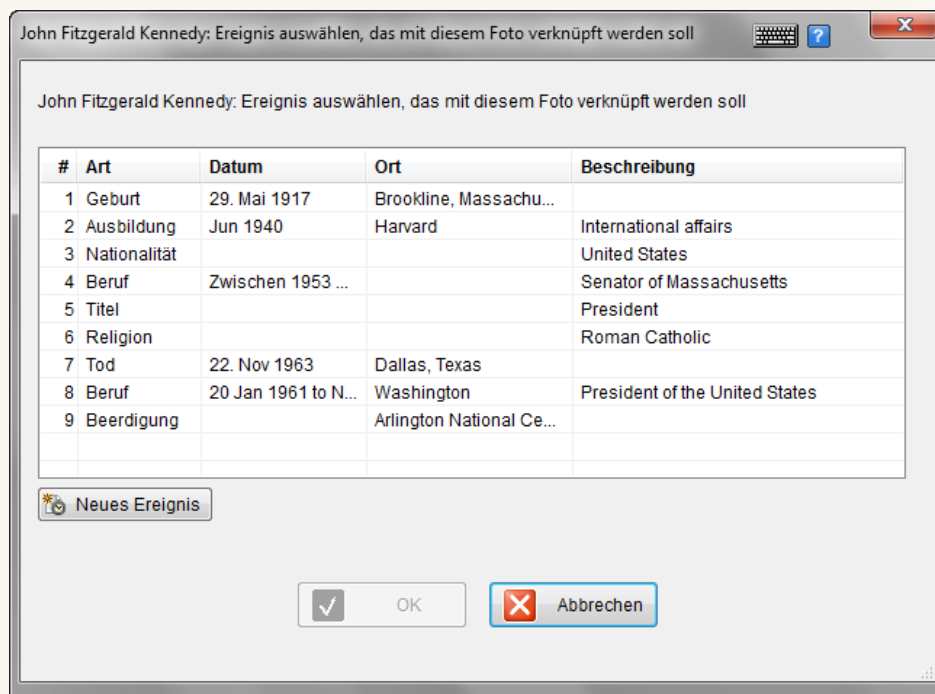 John Fitzgerald Kennedy: Ereignis auswählen, das mit diesem Foto verknüpft werden soll ?
John Fitzgerald Kennedy: Ereignis auswählen, das mit diesem Foto verknüpft werden soll
# Art Datum Ort Beschreibung
1 Geburt 29. Mai 1917 Brookline, Massachu...
2 Ausbildung Jun 1940 Harvard International affairs
3 Nationalität United States
4 Beruf Zwischen 1953 ... Senator of Massachusetts
5 Titel President
6 Religion Roman Catholic
7 Tod 22. Nov 1963 Dallas, Texas
8 Beruf 20 Jan 1961 to N... Washington President of the United States
9 Beerdigung Arlington National Ce...
Neues Ereignis
OK Abbrechen